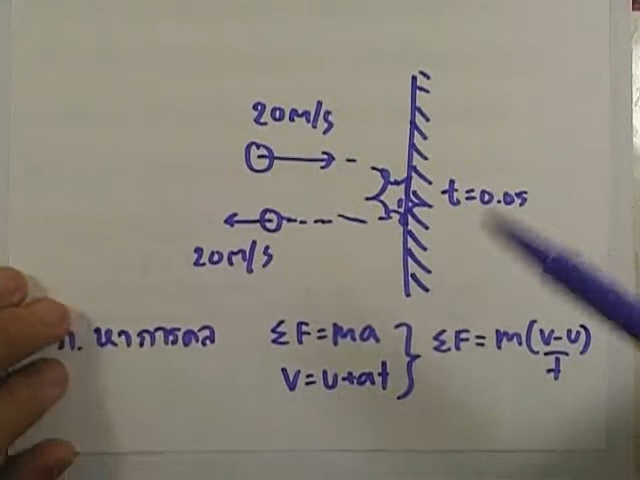 20m/s
t=0.05
20m/s
ก. หาการดล ΣF=ma
v=u+at } ΣF=m(v-u)/t